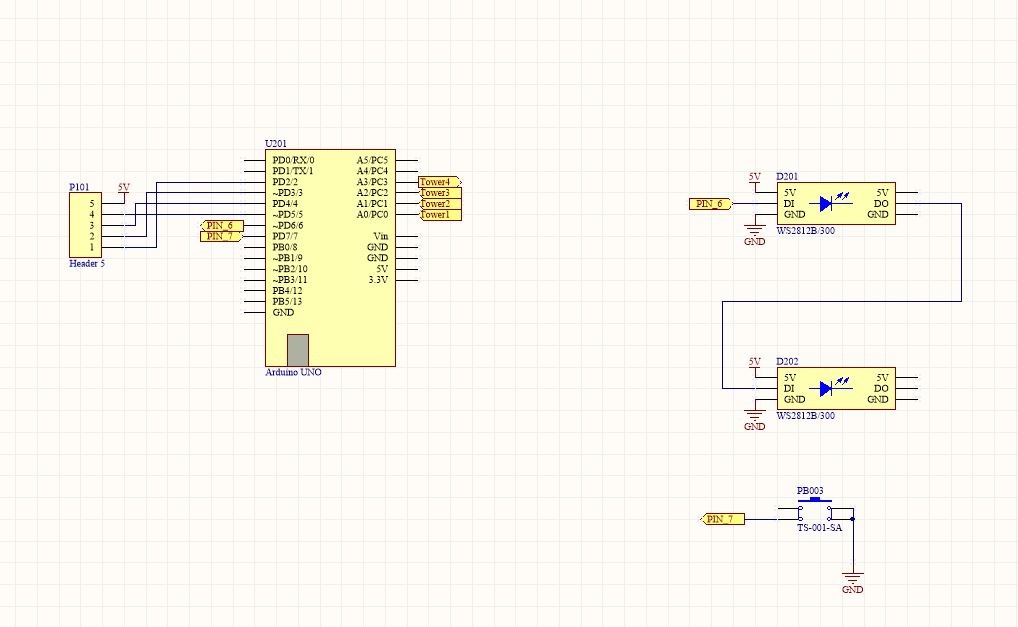 U201
PD0/RX/0 A5/PC5
PD1/TX/1 A4/PC4
PD2/2 A3/PC3 Tower4
~PD3/3 A2/PC2 Tower3
PD4/4 A1/PC1 Tower2
~PD5/5 A0/PC0 Tower1
PIN_6 ~PD6/6
PIN_7 PD7/7 Vin
PB0/8 GND
~PB1/9 GND
~PB2/10 5V
~PB3/11 3.3V
PB4/12
PB5/13
GND
Arduino UNO
P101 5V
5
4
3
2
1
Header 5
5V D201
5V 5V
PIN_6 DI DO
GND GND
WS2812B/300
GND
5V D202
5V 5V
DI DO
GND GND
WS2812B/300
GND
PB003
PIN_7
TS-001-SA
GND